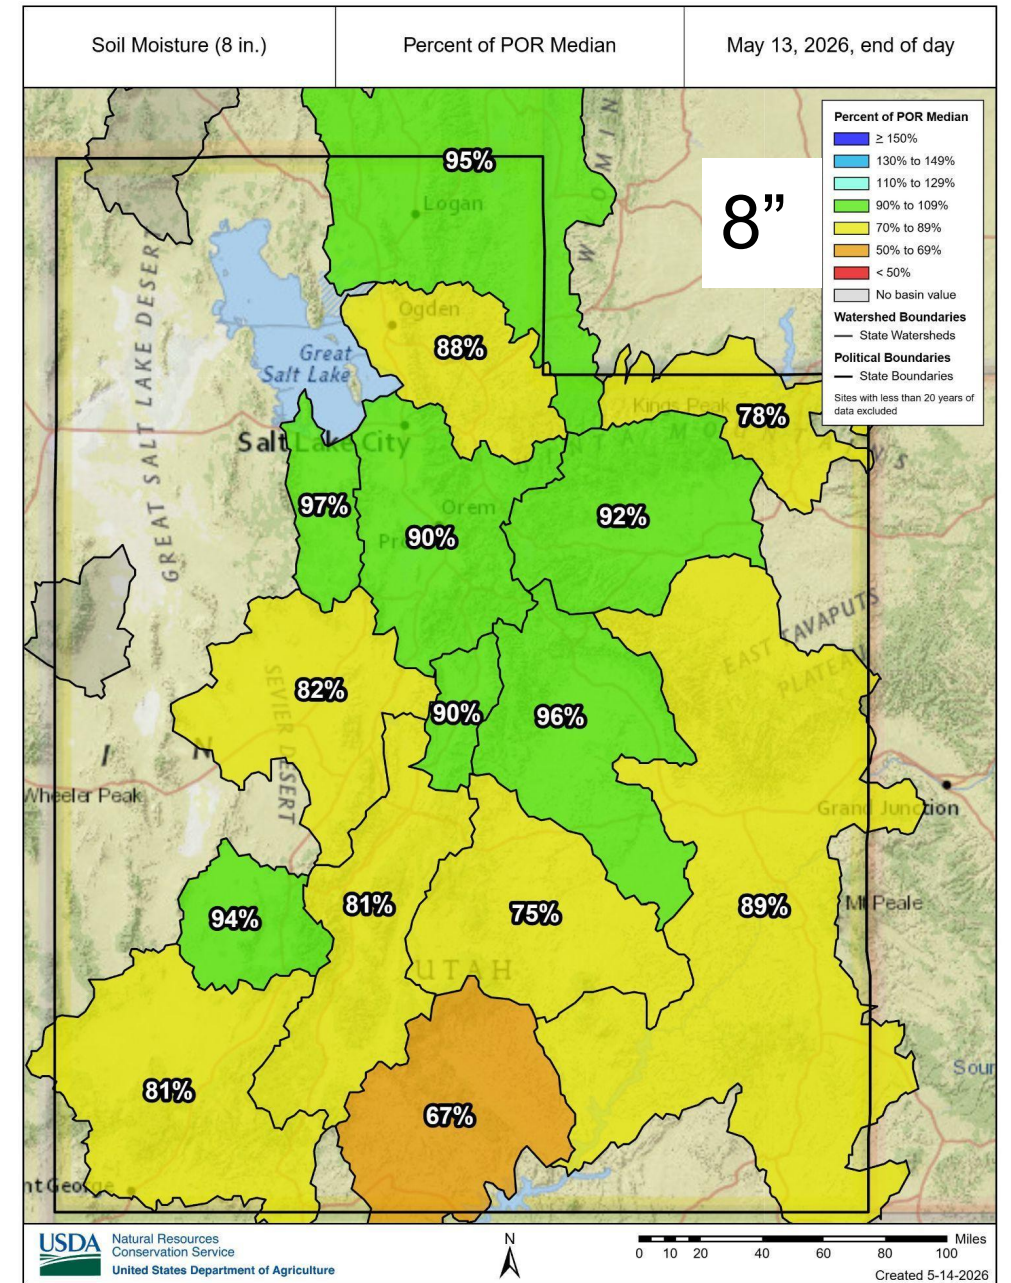 Soil Moisture (8 in.)
Percent of POR Median
May 13, 2026, end of day
Percent of POR Median
≥ 150%
130% to 149%
110% to 129%
90% to 109%
70% to 89%
50% to 69%
< 50%
No basin value
Watershed Boundaries
State Watersheds
Political Boundaries
State Boundaries
Sites with less than 20 years of
data excluded
8”
95%
Logan
W O M I N
GREAT SALT LAKE DESER
Ogden
88%
Great
Salt Lake
Kings Peak
78%
Salt Lake City
N T A M O U N T A I N S
97%
Orem
90%
92%
EAST TAVAPUTS
PLATEAU
82%
SEVIER DESERT
90%
96%
I N
Wheeler Peak
Grand Junction
94%
81%
75%
89%
Mt Peale
UTAH
81%
67%
Sour
nt George
USDA
Natural Resources
Conservation Service
United States Department of Agriculture
N
Miles
0 10 20 40 60 80 100
Created 5-14-2026